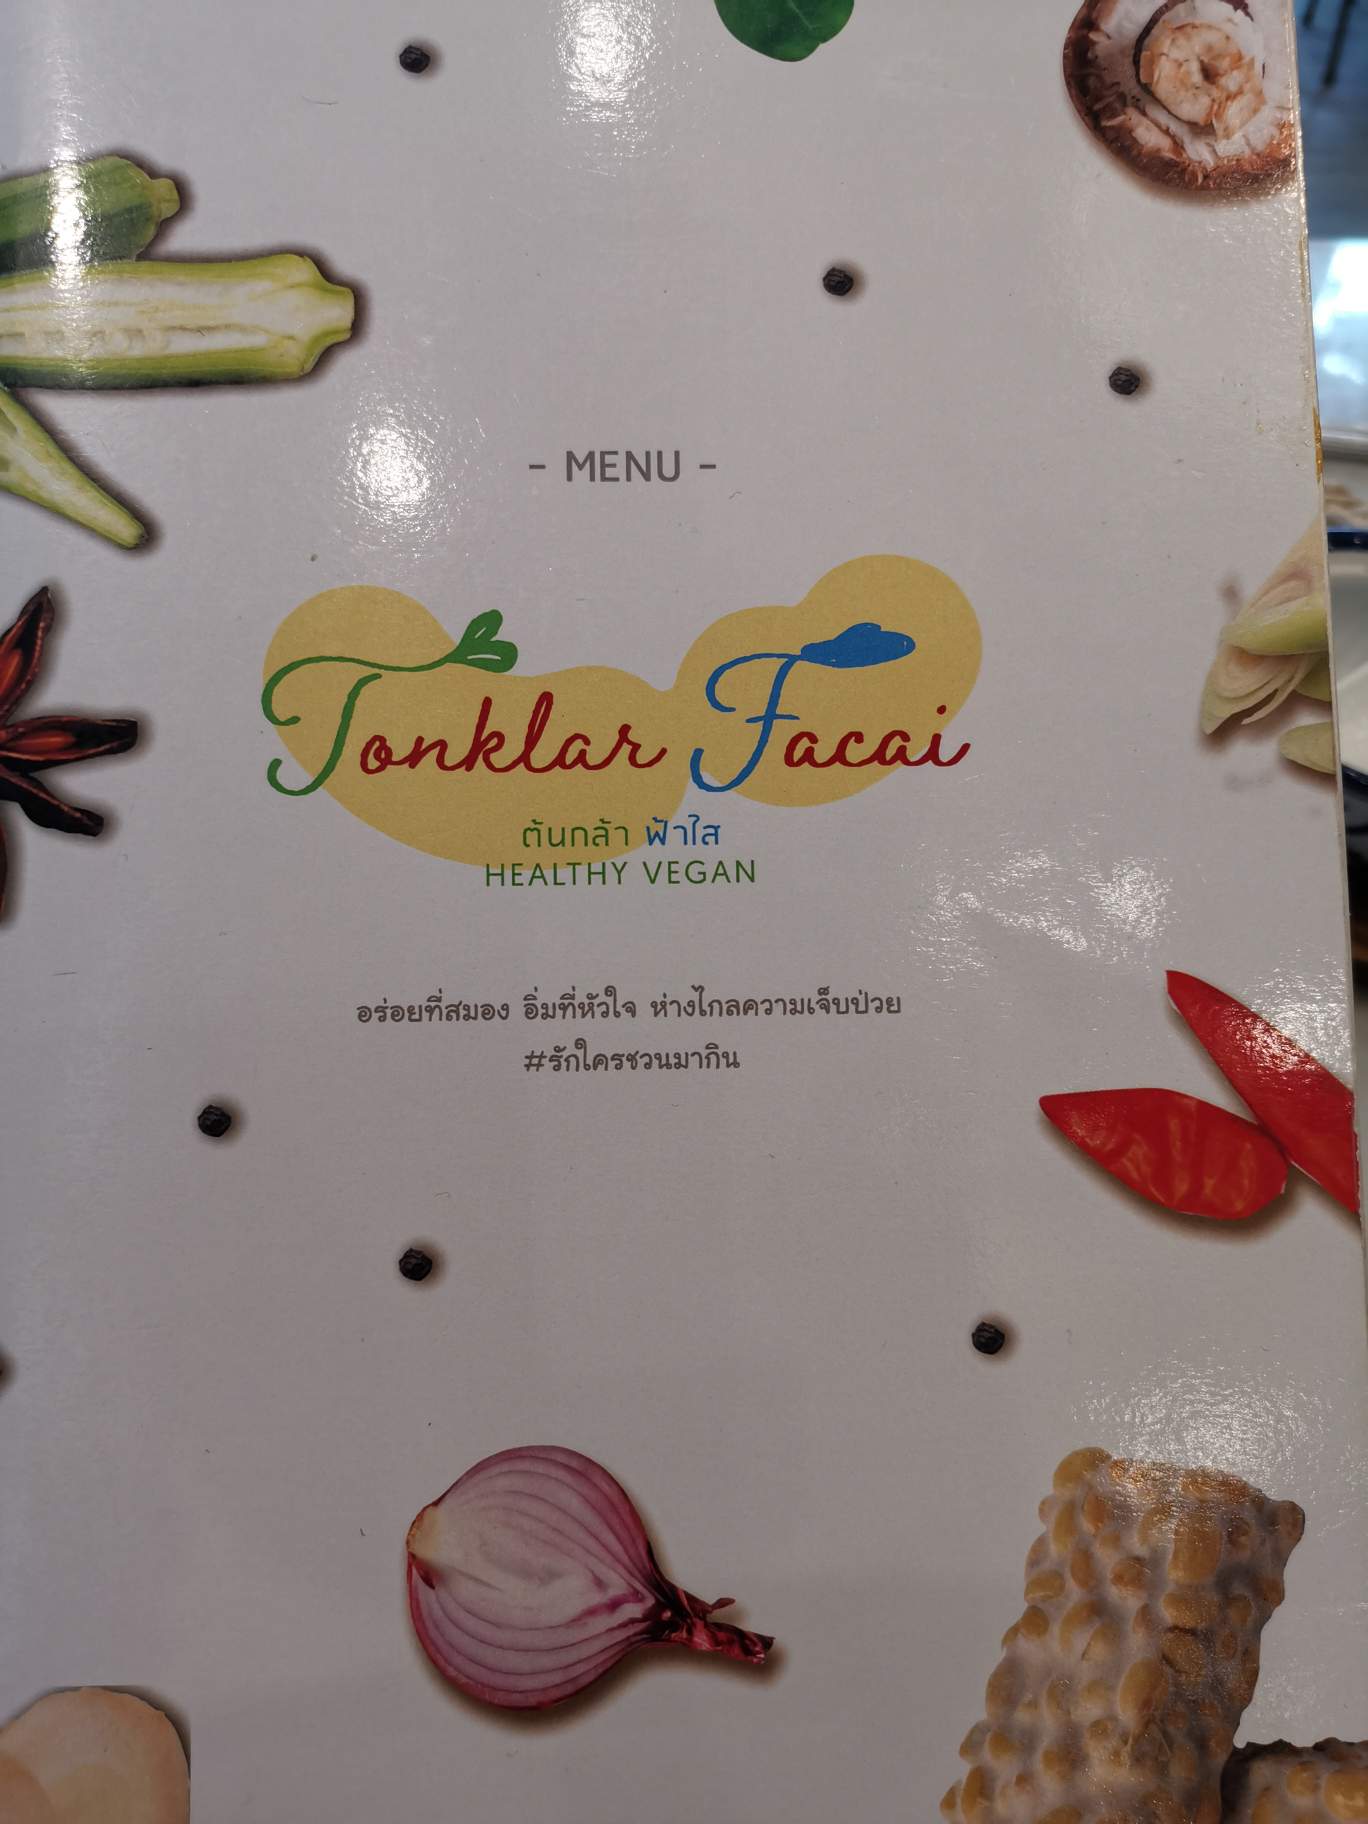 - MENU -
Tonklar Facai
ต้นกล้า ฟ้าใส
HEALTHY VEGAN
อร่อยที่สมอง อิ่มที่หัวใจ ห่างไกลความเจ็บป่วย
#รักใครชวนมากิน